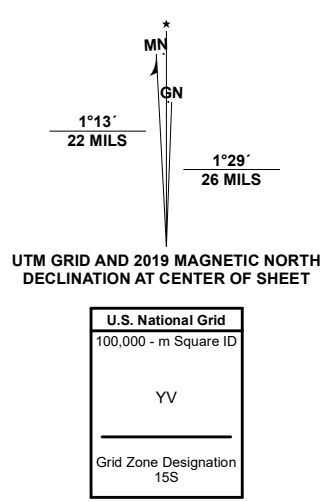 ★
MN
GN
1°13´
22 MILS
1°29´
26 MILS
UTM GRID AND 2019 MAGNETIC NORTH
DECLINATION AT CENTER OF SHEET
U.S. National Grid
100,000 - m Square ID
YV
Grid Zone Designation
15S